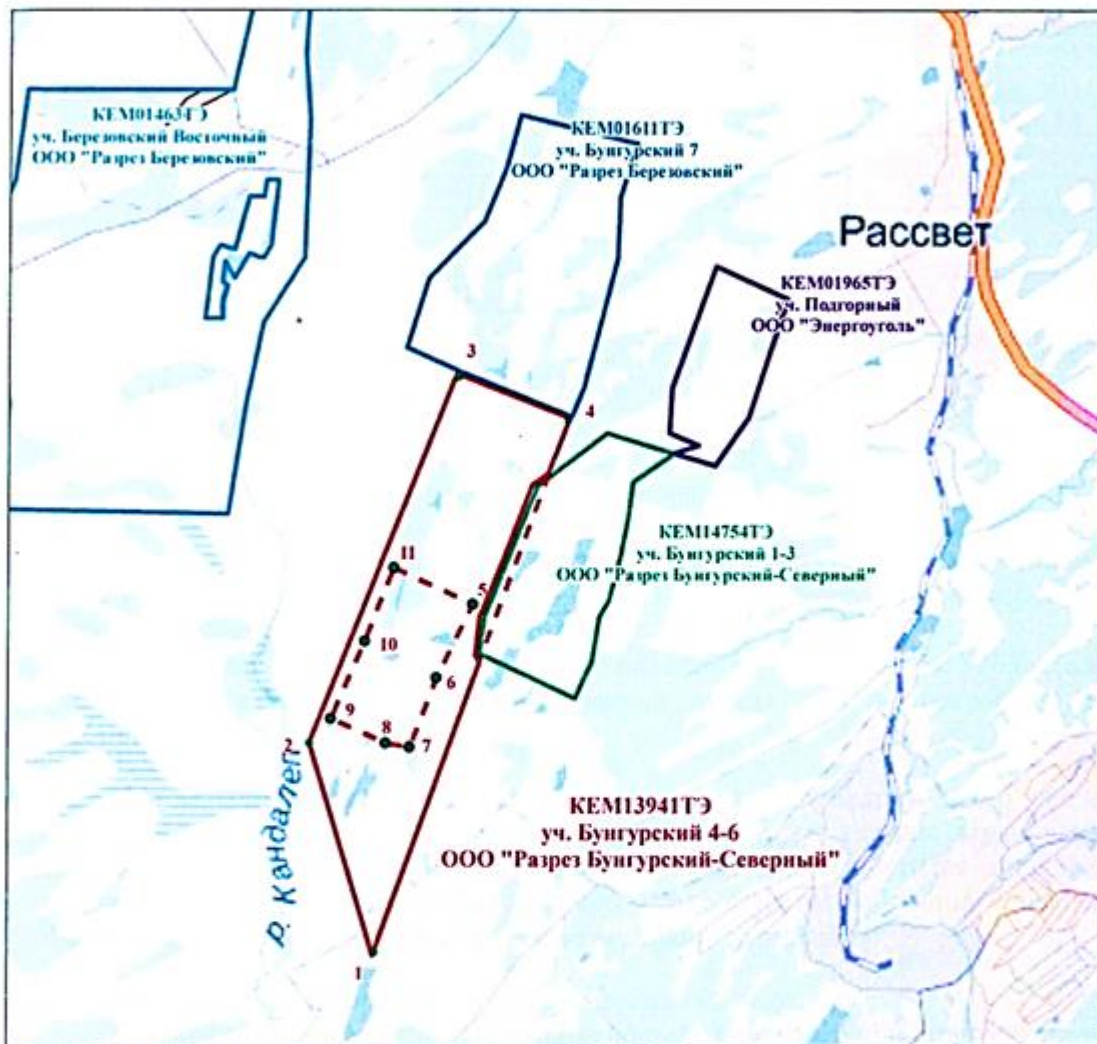 КЕМ01463ТЭ
уч. Березовский Восточный
ООО "Разрез Березовский"
КЕМ01611ТЭ
уч. Бунгурский 7
ООО "Разрез Березовский"
Рассвет
КЕМ01965ТЭ
уч. Подгорный
ООО "Энергоуголь"
3
4
КЕМ14754ТЭ
уч. Бунгурский 1-3
ООО "Разрез Бунгурский-Северный"
11
5
10
6
9
8
7
2
р. Кандалеп
КЕМ13941ТЭ
уч. Бунгурский 4-6
ООО "Разрез Бунгурский-Северный"
1